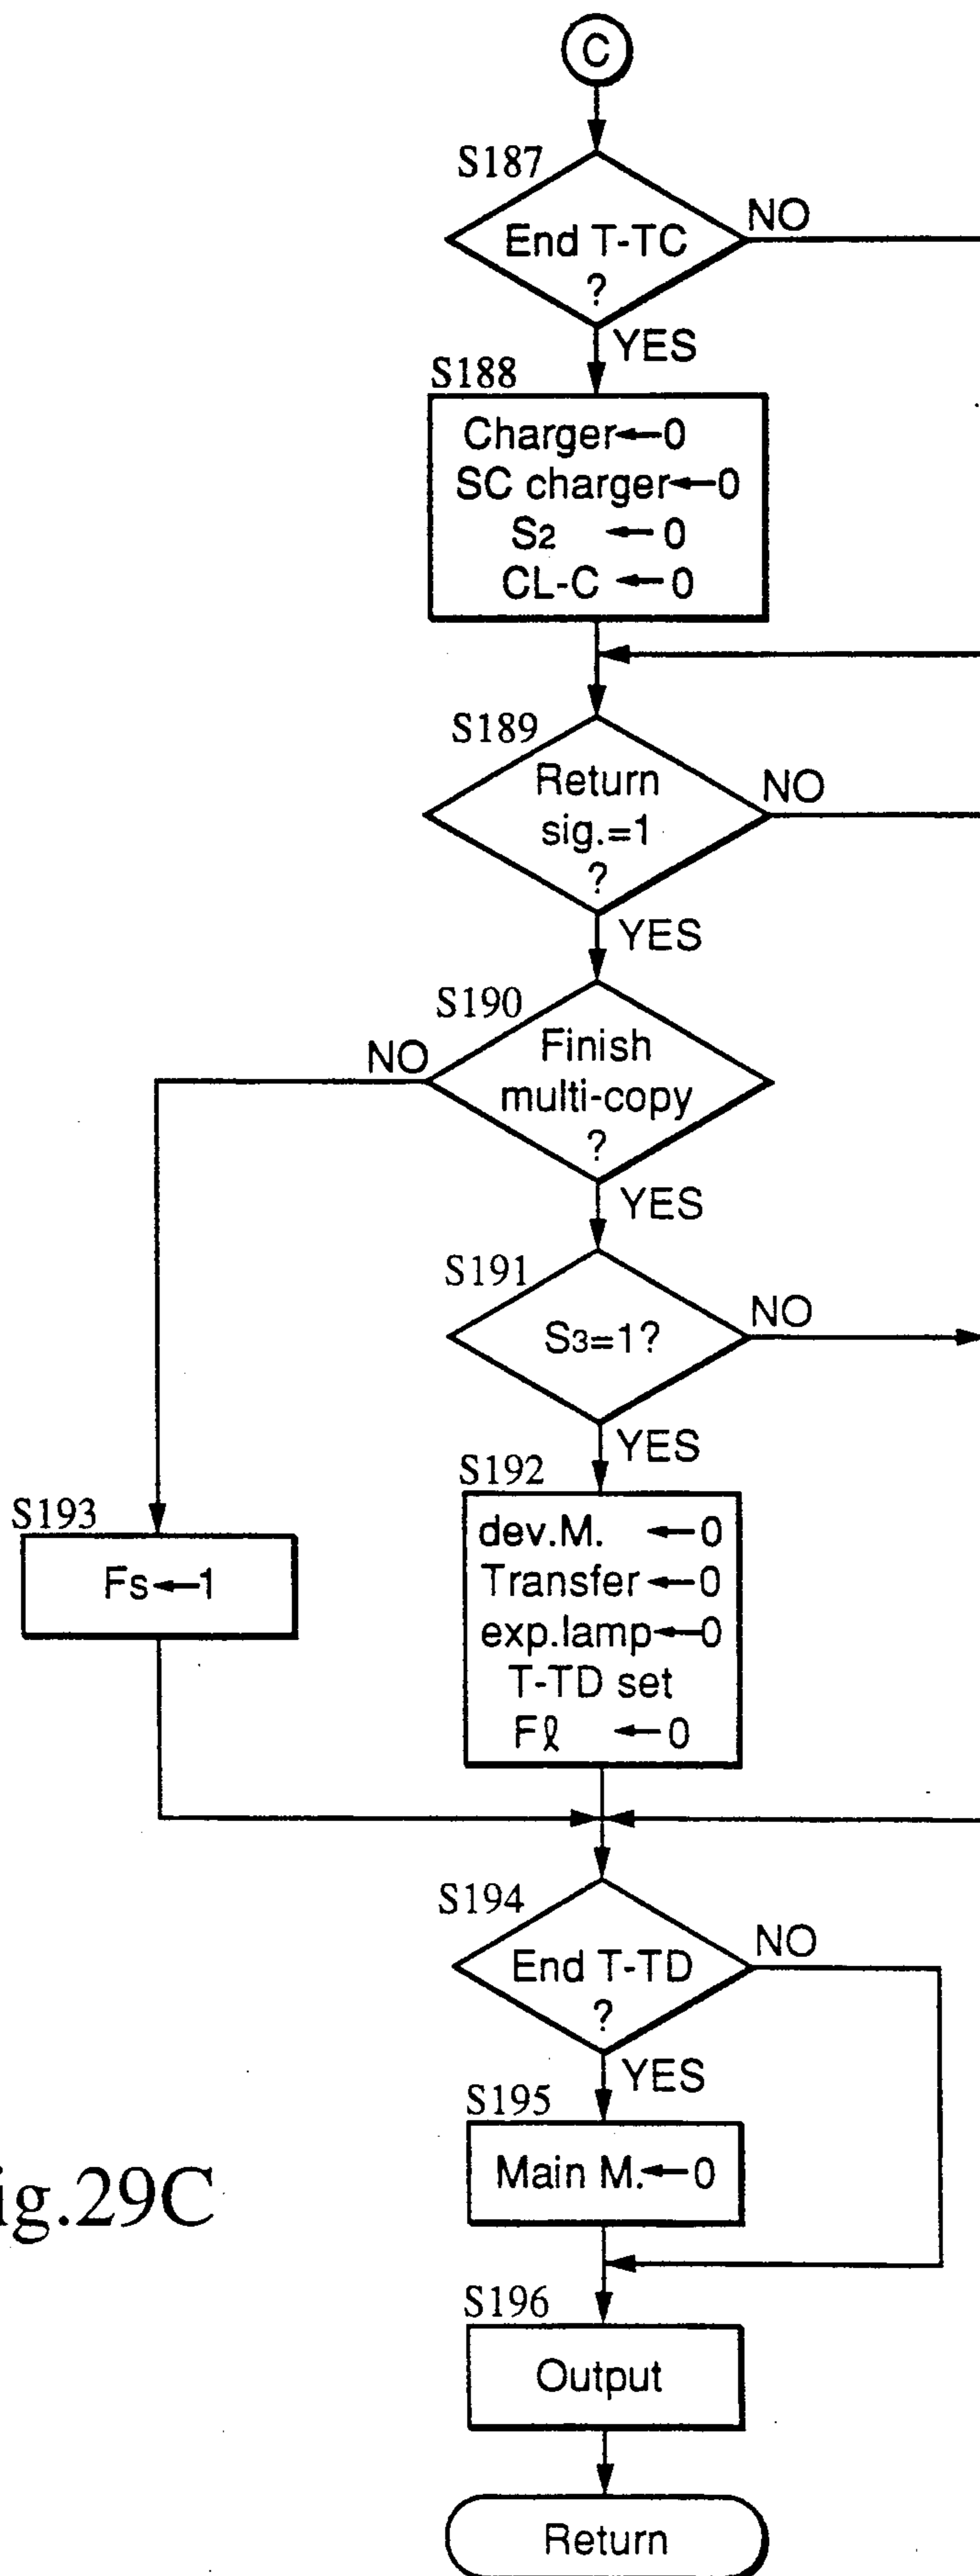 C
S187
End T-TC
?
NO
YES
S188
Charger←0
SC charger←0
S2 ←0
CL-C ←0
S189
Return
sig.=1
?
NO
YES
S190
Finish
multi-copy
?
NO
YES
S191
S3=1?
NO
YES
S192
dev.M. ←0
Transfer←0
exp.lamp←0
T-TD set
Fℓ ←0
S193
Fs←1
S194
End T-TD
?
NO
YES
S195
Main M.←0
ig.29C
S196
Output
Return